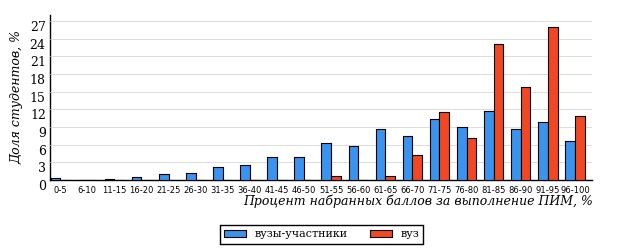 Доля студентов, %
27
24
21
18
15
12
9
6
3
0
0-5 6-10 11-15 16-20 21-25 26-30 31-35 36-40 41-45 46-50 51-55 56-60 61-65 66-70 71-75 76-80 81-85 86-90 91-95 96-100
Процент набранных баллов за выполнение ПИМ, %
вузы-участники вуз